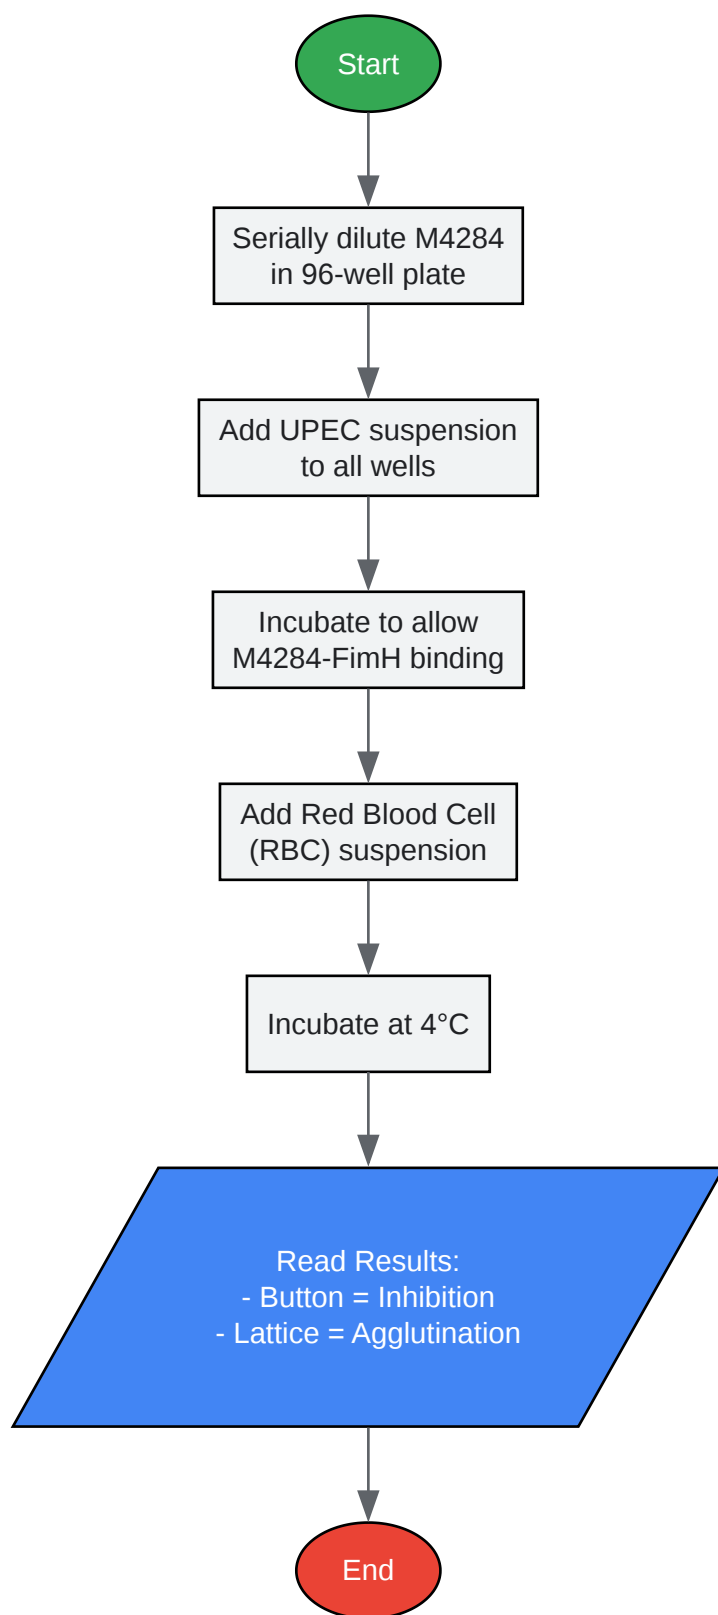 Start
Serially dilute M4284
in 96-well plate
Add UPEC suspension
to all wells
Incubate to allow
M4284-FimH binding
Add Red Blood Cell
(RBC) suspension
Incubate at 4°C
Read Results:
- Button = Inhibition
- Lattice = Agglutination
End